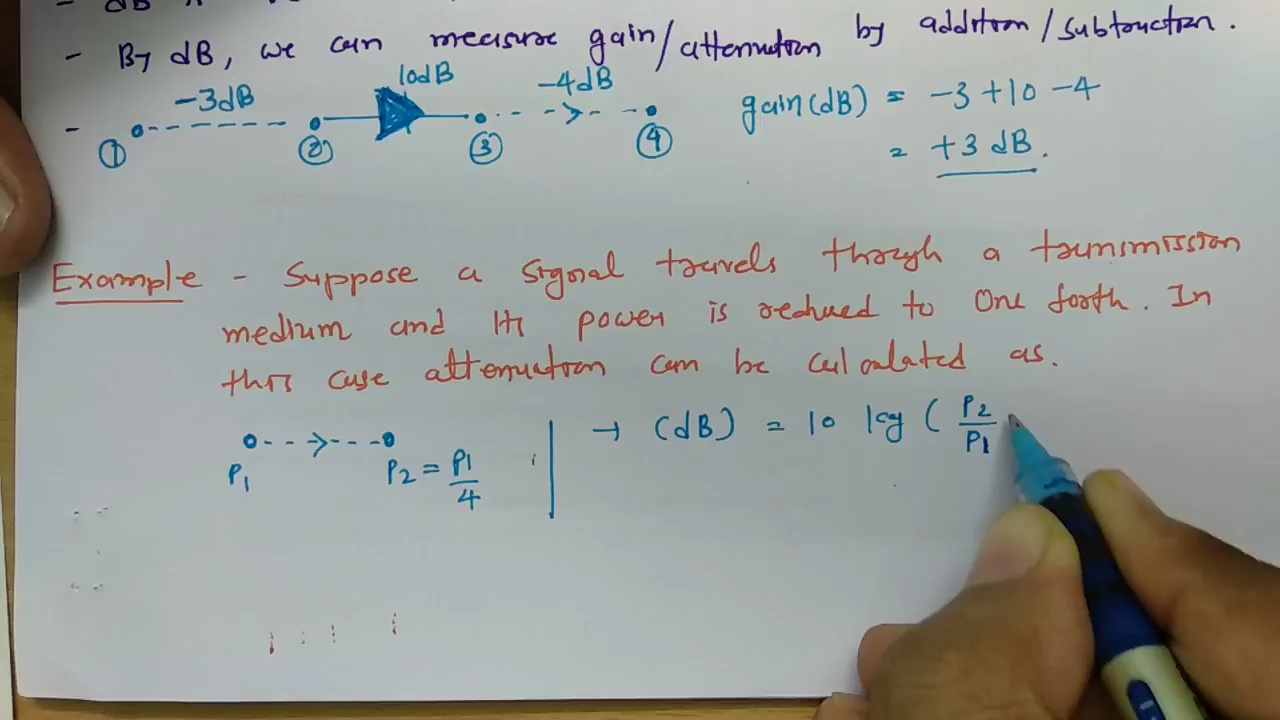 - By dB, we can measure gain/attenuation by addition/subtraction.
-3dB 10dB -4dB gain(dB) = -3 +10 -4
① ② ③ ④ = +3 dB.
Example - Suppose a signal travels through a transmission
medium and its power is reduced to one forth. In
this case attenuation can be calculated as.
P1 P2 = P1/4 → (dB) = 10 log ( P2/P1